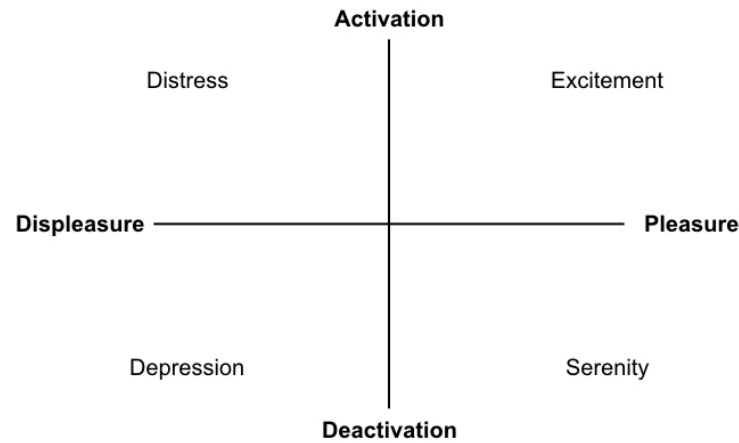 Activation
Distress
Excitement
Displeasure
Pleasure
Depression
Serenity
Deactivation